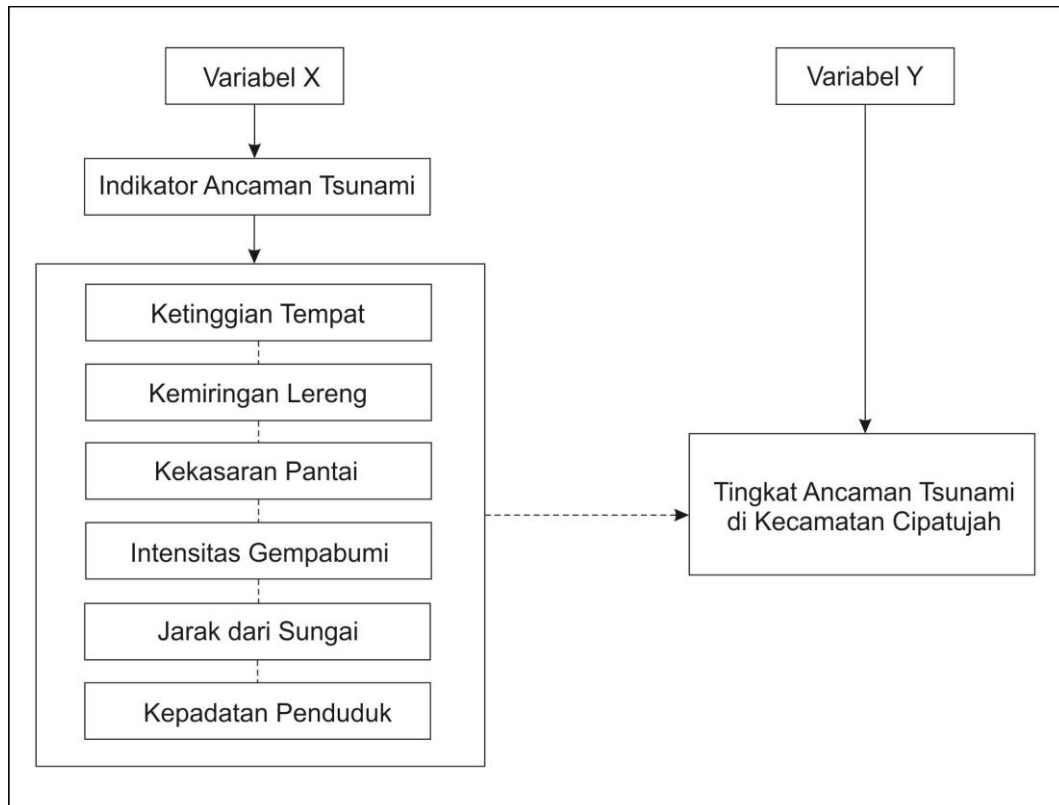 Variabel X
Variabel Y
Indikator Ancaman Tsunami
Ketinggian Tempat
Kemiringan Lereng
Kekasaran Pantai
Intensitas Gempabumi
Jarak dari Sungai
Kepadatan Penduduk
Tingkat Ancaman Tsunami
di Kecamatan Cipatujah